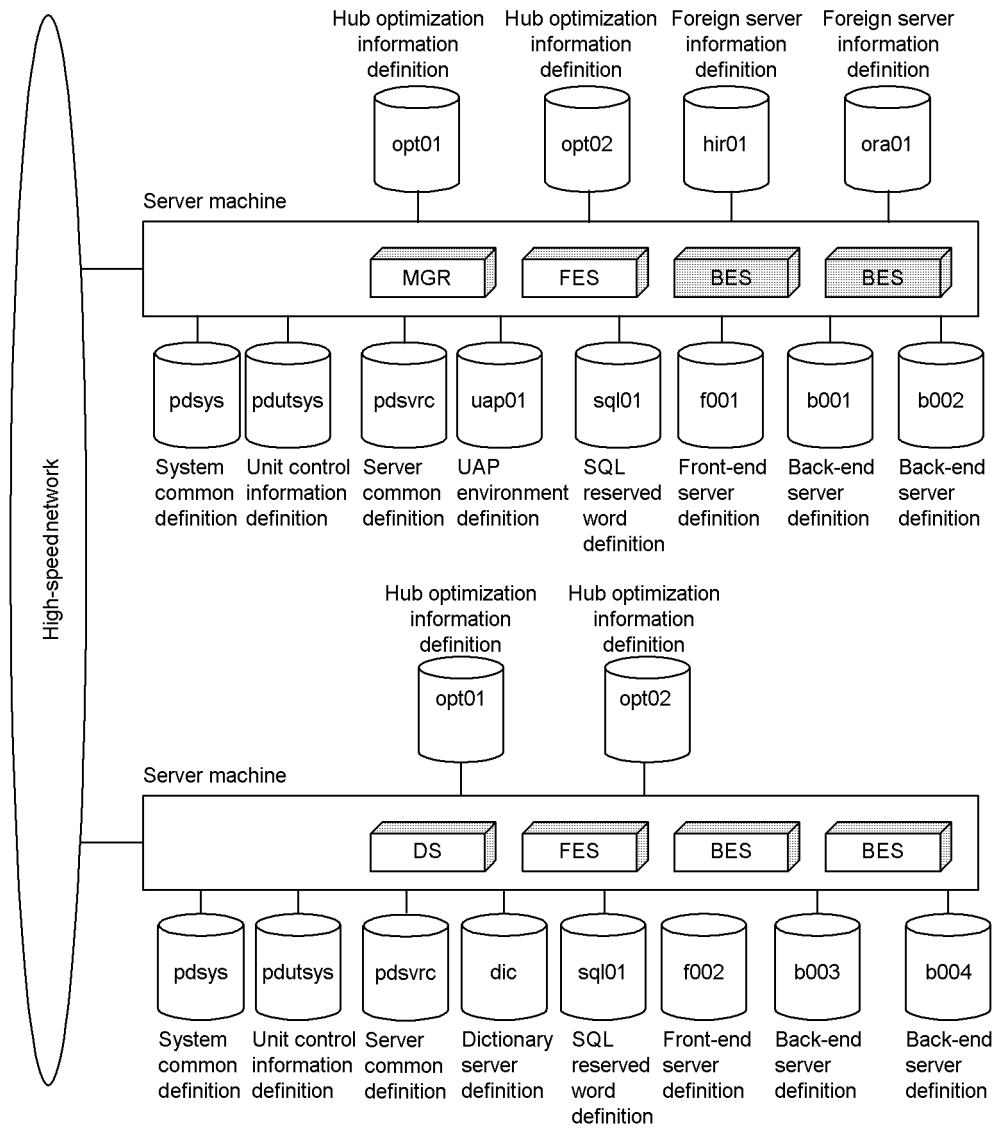 Hub optimization
information
definition
Hub optimization
information
definition
Foreign server
information
definition
Foreign server
information
definition
opt01
opt02
hir01
ora01
Server machine
MGR
FES
BES
BES
pdsys
pdutsys
pdsvrc
uap01
sql01
f001
b001
b002
System
common
definition
Unit control
information
definition
Server
common
definition
UAP
environment
definition
SQL
reserved
word
definition
Front-end
server
definition
Back-end
server
definition
Back-end
server
definition
High-speednetwork
Hub optimization
information
definition
Hub optimization
information
definition
opt01
opt02
Server machine
DS
FES
BES
BES
pdsys
pdutsys
pdsvrc
dic
sql01
f002
b003
b004
System
common
definition
Unit control
information
definition
Server
common
definition
Dictionary
server
definition
SQL
reserved
word
definition
Front-end
server
definition
Back-end
server
definition
Back-end
server
definition